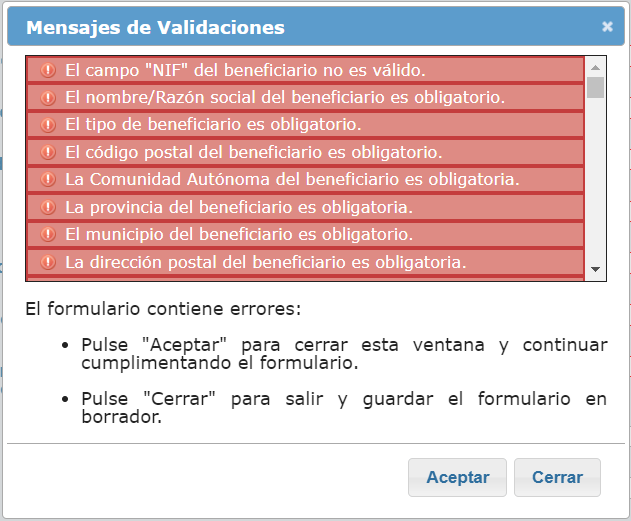 Mensajes de Validaciones
El campo "NIF" del beneficiario no es válido.
El nombre/Razón social del beneficiario es obligatorio.
El tipo de beneficiario es obligatorio.
El código postal del beneficiario es obligatorio.
La Comunidad Autónoma del beneficiario es obligatoria.
La provincia del beneficiario es obligatoria.
El municipio del beneficiario es obligatorio.
La dirección postal del beneficiario es obligatoria.
El formulario contiene errores:
• Pulse "Aceptar" para cerrar esta ventana y continuar
cumplimentando el formulario.
• Pulse "Cerrar" para salir y guardar el formulario en
borrador.
Aceptar Cerrar